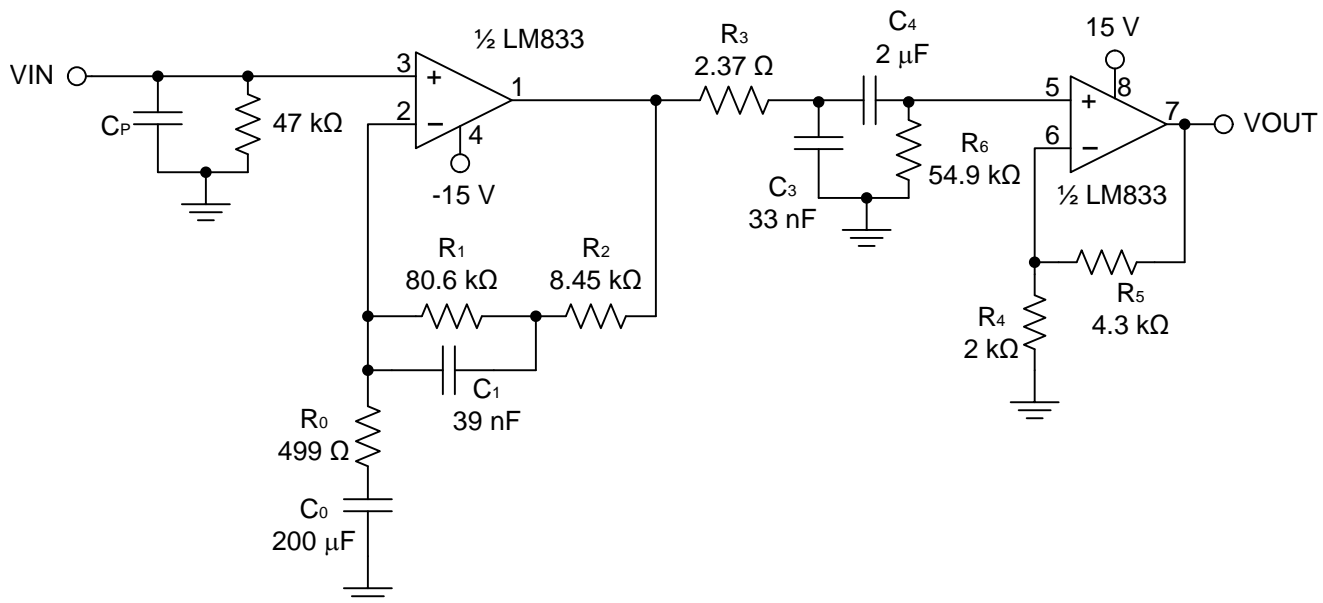 VIN
CP
47 kΩ
3
2
+
−
4
1
½ LM833
-15 V
R1
80.6 kΩ
R2
8.45 kΩ
C1
39 nF
R0
499 Ω
C0
200 µF
R3
2.37 Ω
C4
2 µF
C3
33 nF
R6
54.9 kΩ
15 V
5
6
+
−
8
7
VOUT
½ LM833
R5
4.3 kΩ
R4
2 kΩ